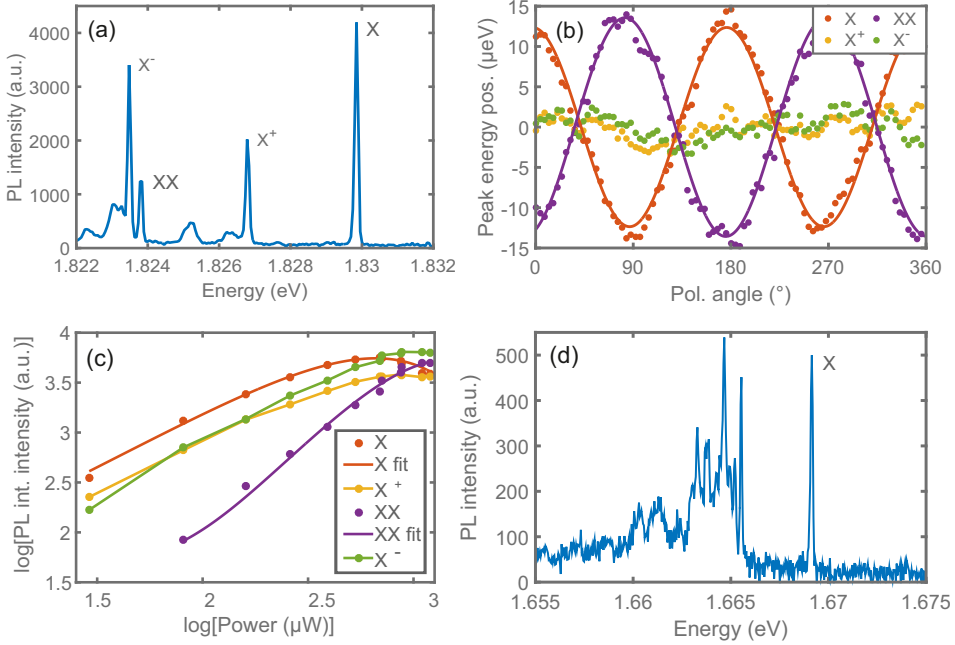 (a)
PL intensity (a.u.)
4000
3000
2000
1000
0
X⁻
XX
X⁺
X
1.822 1.824 1.826 1.828 1.83 1.832
Energy (eV)
(b)
Peak energy pos. (µeV)
15
10
5
0
-5
-10
-15
X XX
X⁺ X⁻
0 90 180 270 360
Pol. angle (°)
(c)
log[PL int. intensity (a.u.)]
4
3.5
3
2.5
2
1.5
X
X fit
X⁺
XX
XX fit
X⁻
1.5 2 2.5 3
log[Power (µW)]
(d)
PL intensity (a.u.)
500
400
300
200
100
0
X
1.655 1.66 1.665 1.67 1.675
Energy (eV)